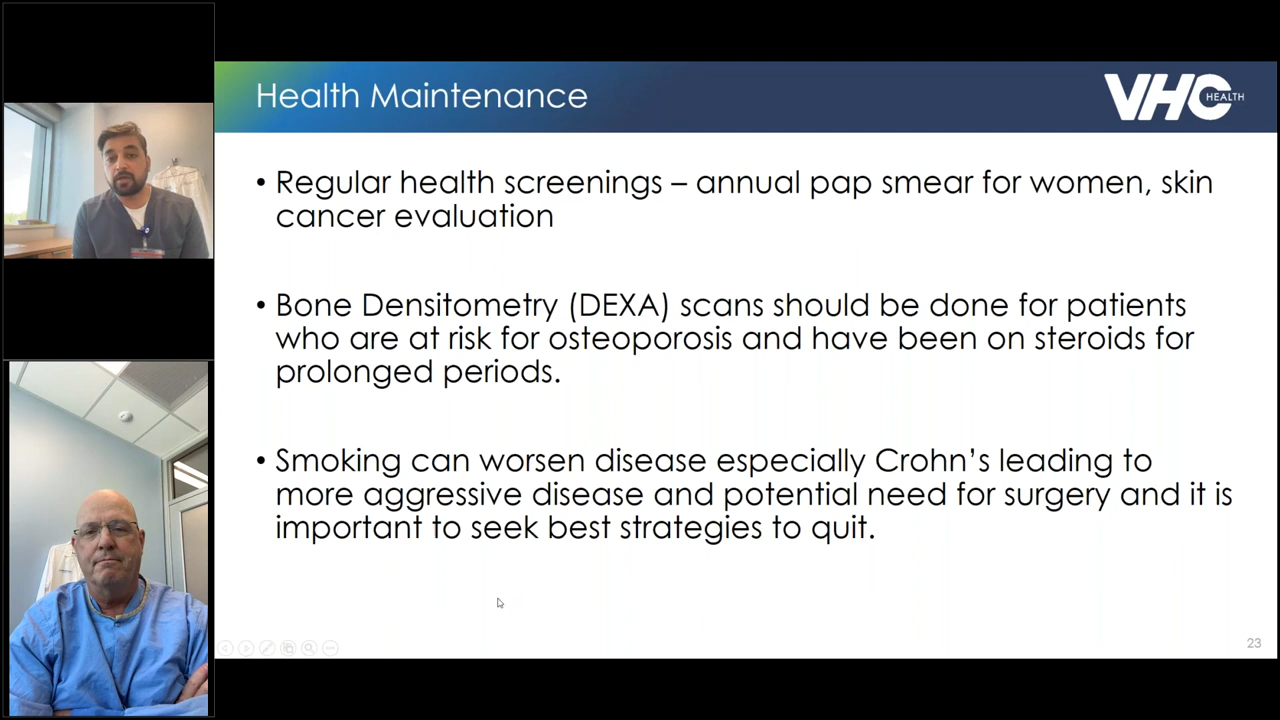 Health Maintenance
VHC HEALTH
• Regular health screenings – annual pap smear for women, skin
cancer evaluation
• Bone Densitometry (DEXA) scans should be done for patients
who are at risk for osteoporosis and have been on steroids for
prolonged periods.
• Smoking can worsen disease especially Crohn's leading to
more aggressive disease and potential need for surgery and it is
important to seek best strategies to quit.
23